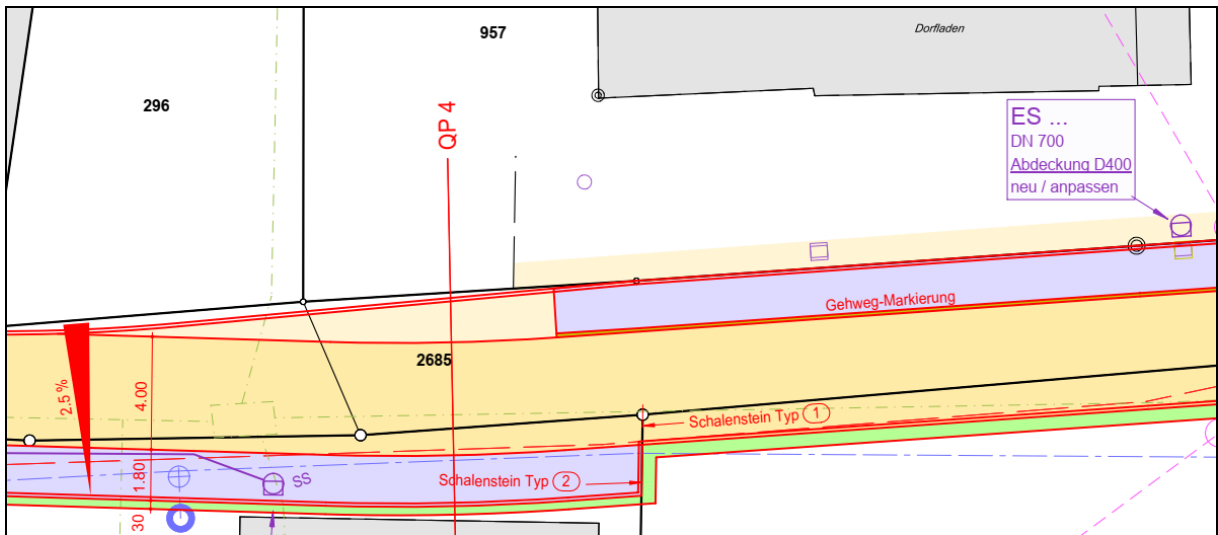 957
Dorfladen
296
QP 4
ES ...
DN 700
Abdeckung D400
neu / anpassen
Gehweg-Markierung
2685
2.5 %
4.00
Schalenstein Typ 1
1.80
SS
Schalenstein Typ 2
30